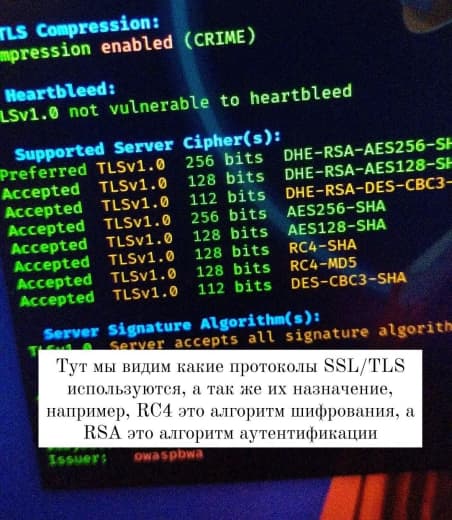 TLS Compression:
mpression enabled (CRIME)
Heartbleed:
LSv1.0 not vulnerable to heartbleed
Supported Server Cipher(s):
Preferred TLSv1.0 256 bits DHE-RSA-AES256-SH
Accepted TLSv1.0 128 bits DHE-RSA-AES128-SH
Accepted TLSv1.0 112 bits DHE-RSA-DES-CBC3-
Accepted TLSv1.0 256 bits AES256-SHA
Accepted TLSv1.0 128 bits AES128-SHA
Accepted TLSv1.0 128 bits RC4-SHA
Accepted TLSv1.0 128 bits RC4-MD5
Accepted TLSv1.0 112 bits DES-CBC3-SHA
Server Signature Algorithm(s):
Server accepts all signature algorith
Тут мы видим какие протоколы SSL/TLS
используются, а так же их назначение,
например, RC4 это алгоритм шифрования, а
RSA это алгоритм аутентификации
Issuer: owaspbwa